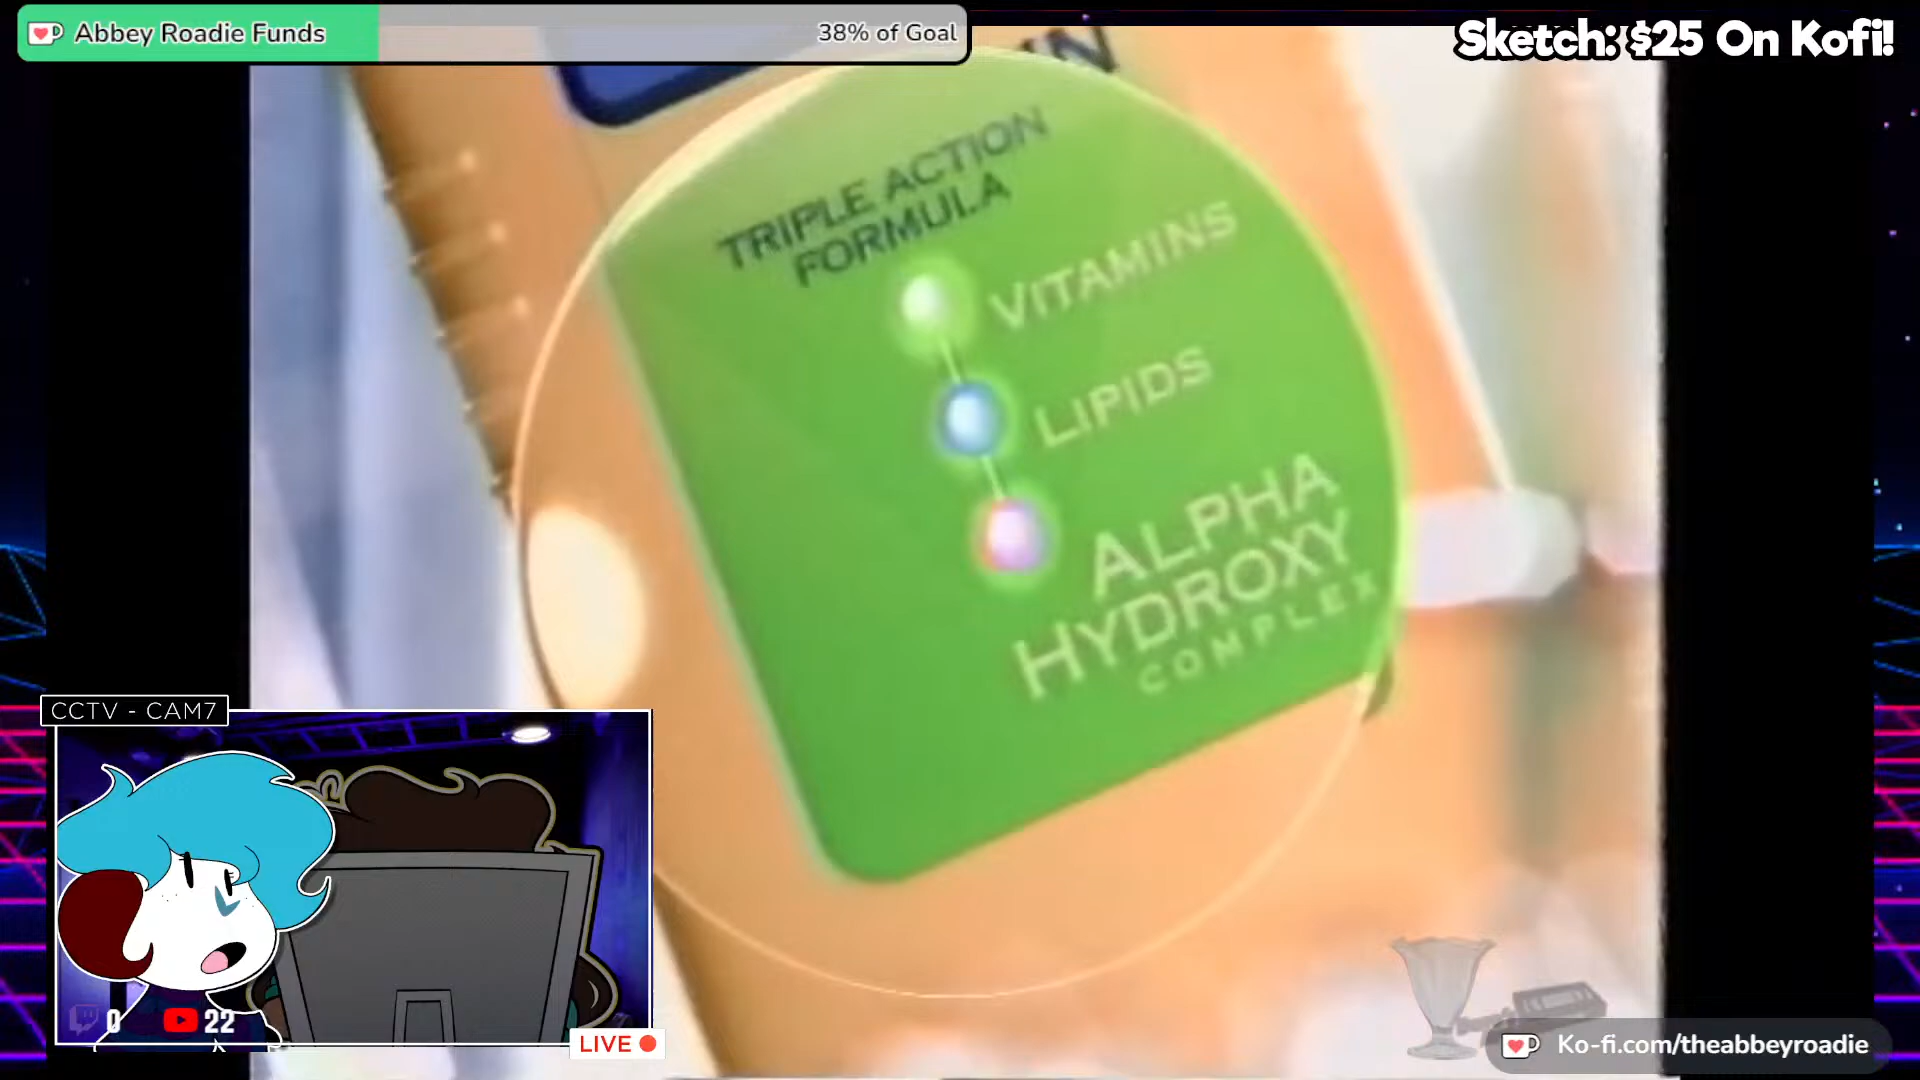 Abbey Roadie Funds
38% of Goal
Sketch: $25 On Kofi!
IN
TRIPLE ACTION
FORMULA
VITAMINS
LIPIDS
ALPHA
HYDROXY
COMPLEX
CCTV - CAM7
0
22
LIVE
Ko-fi.com/theabbeyroadie